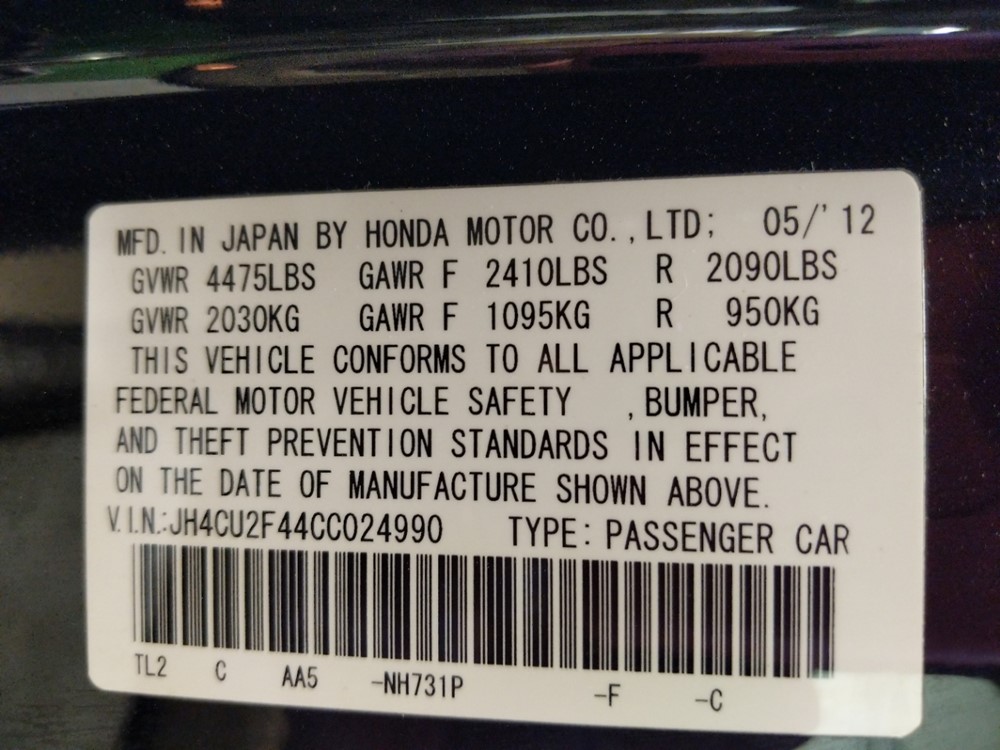 MFD. IN JAPAN BY HONDA MOTOR CO., LTD; 05/'12
GVWR 4475LBS GAWR F 2410LBS R 2090LBS
GVWR 2030KG GAWR F 1095KG R 950KG
THIS VEHICLE CONFORMS TO ALL APPLICABLE
FEDERAL MOTOR VEHICLE SAFETY , BUMPER,
AND THEFT PREVENTION STANDARDS IN EFFECT
ON THE DATE OF MANUFACTURE SHOWN ABOVE.
V.I.N.:JH4CU2F44CC024990 TYPE: PASSENGER CAR
TL2 C AA5 -NH731P -F -C